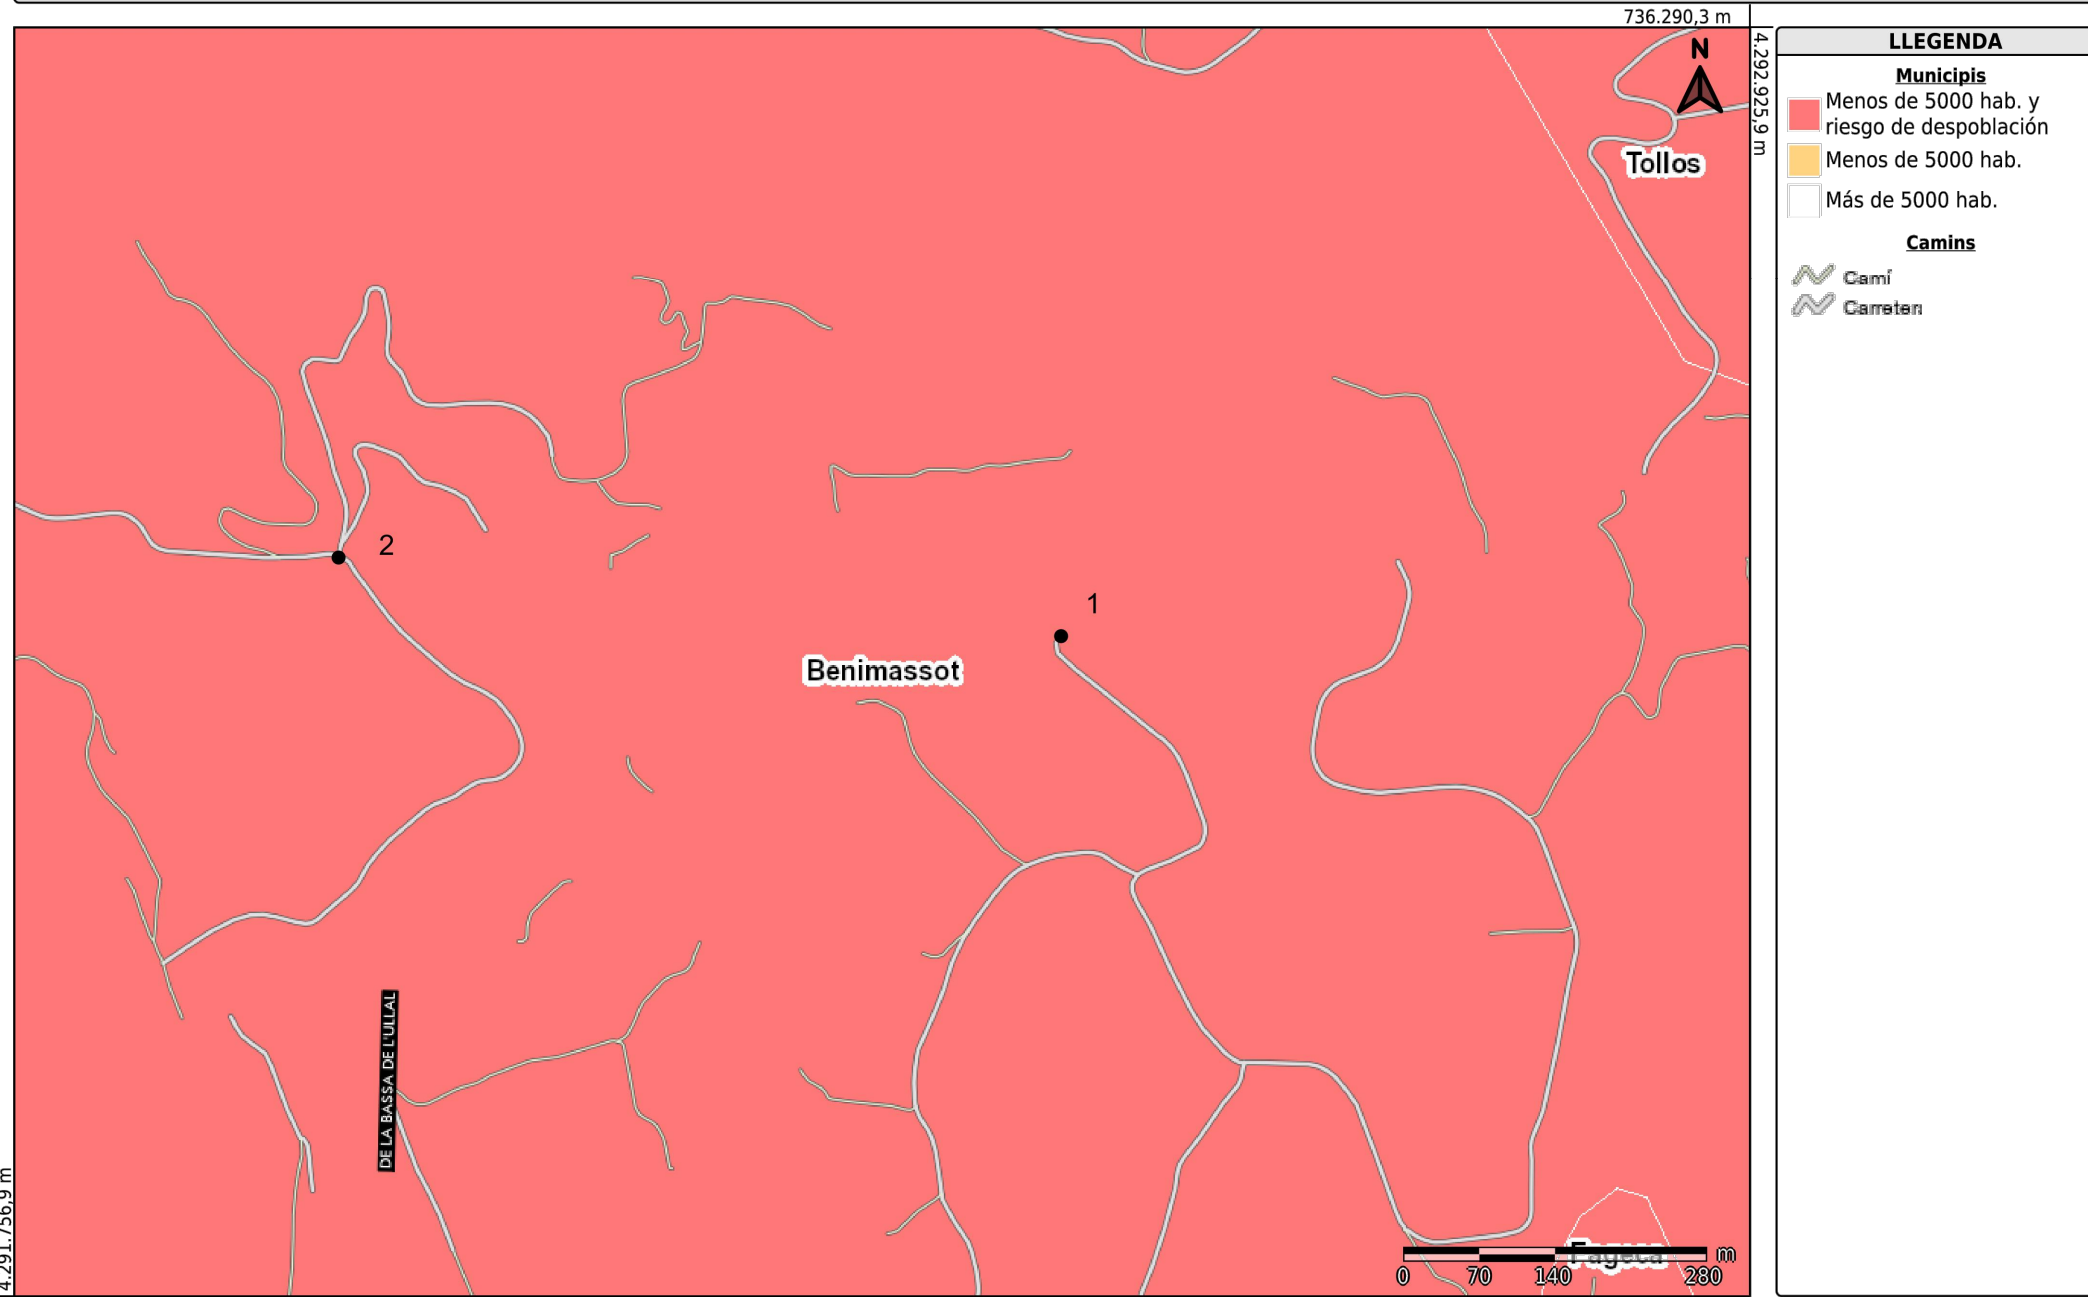 736.290,3 m
4.292.925,9 m
N
LLEGENDA
Municipis
Menos de 5000 hab. y
riesgo de despoblación
Menos de 5000 hab.
Más de 5000 hab.
Camins
Camí
Tollos
2
1
Benimassot
DE LA BASSA DE L'ULLAL
4.291.756,9 m
Fageca
0 70 140 280 m